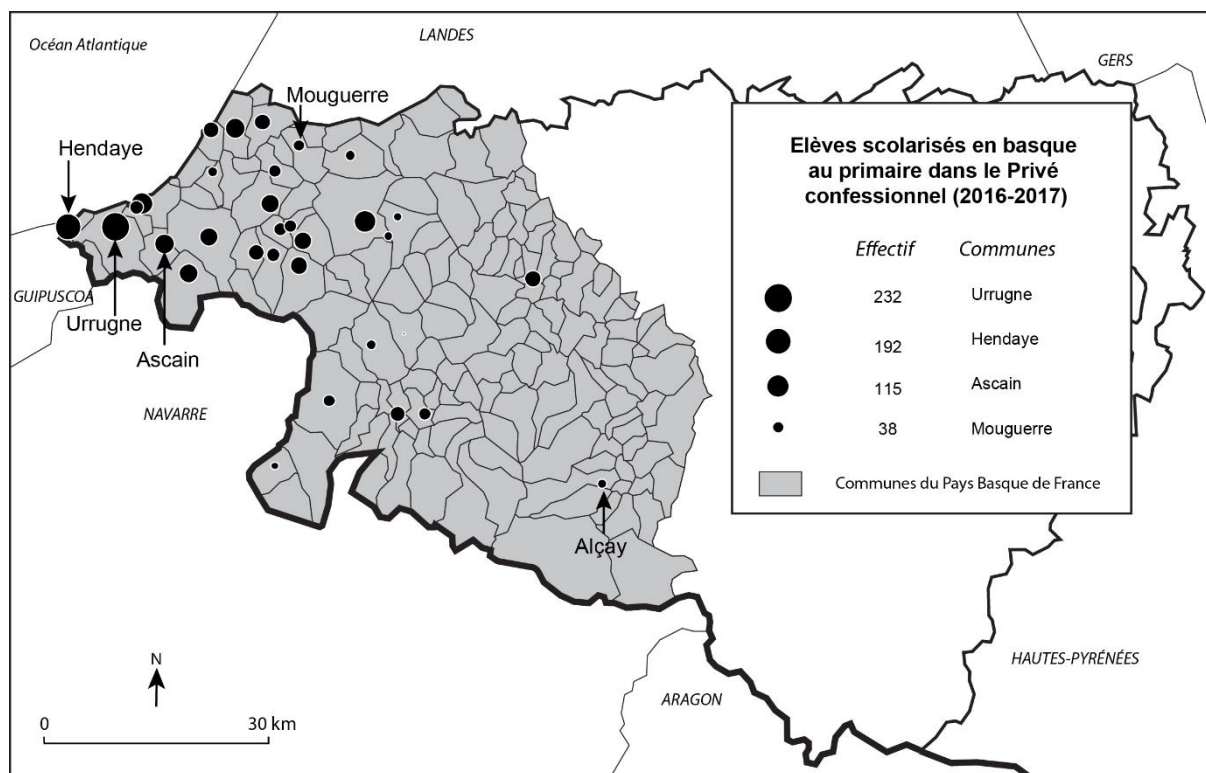 Océan Atlantique
LANDES
GERS
Mouguerre
Hendaye
GUIPUSCOA
Urrugne
Ascain
NAVARRE
Alçay
ARAGON
HAUTES-PYRÉNÉES
N
0 30 km
Elèves scolarisés en basque
au primaire dans le Privé
confessionnel (2016-2017)
Effectif Communes
232 Urrugne
192 Hendaye
115 Ascain
38 Mouguerre
Communes du Pays Basque de France